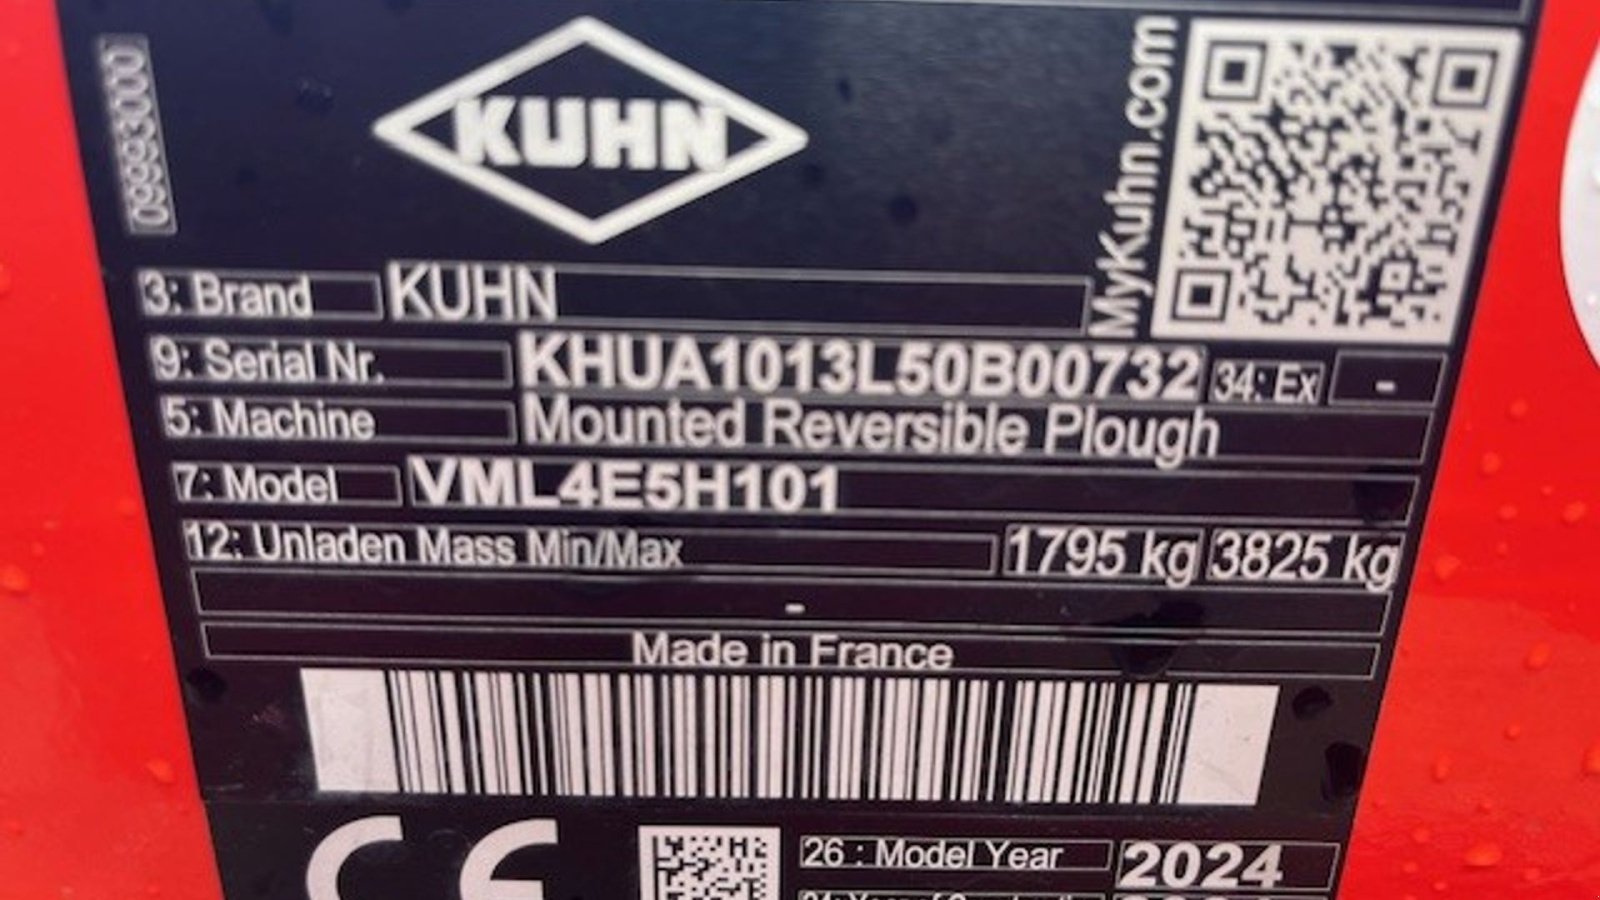 09993000
KUHN
MyKuhn.com
3: Brand KUHN
9: Serial Nr. KHUA1013L50B00732 34: Ex -
5: Machine Mounted Reversible Plough
7: Model VML4E5H101
12: Unladen Mass Min/Max 1795 kg 3825 kg
-
Made in France
CE
26 : Model Year 2024